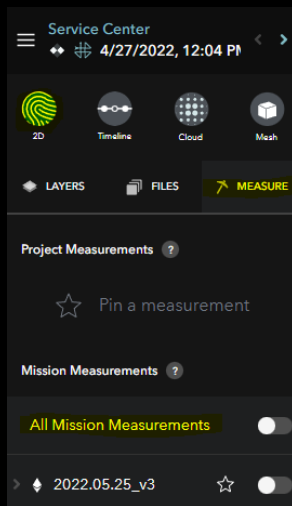 Service Center
4/27/2022, 12:04 PM
2D Timeline Cloud Mesh
LAYERS FILES MEASURE
Project Measurements ?
Pin a measurement
Mission Measurements ?
All Mission Measurements
2022.05.25_v3